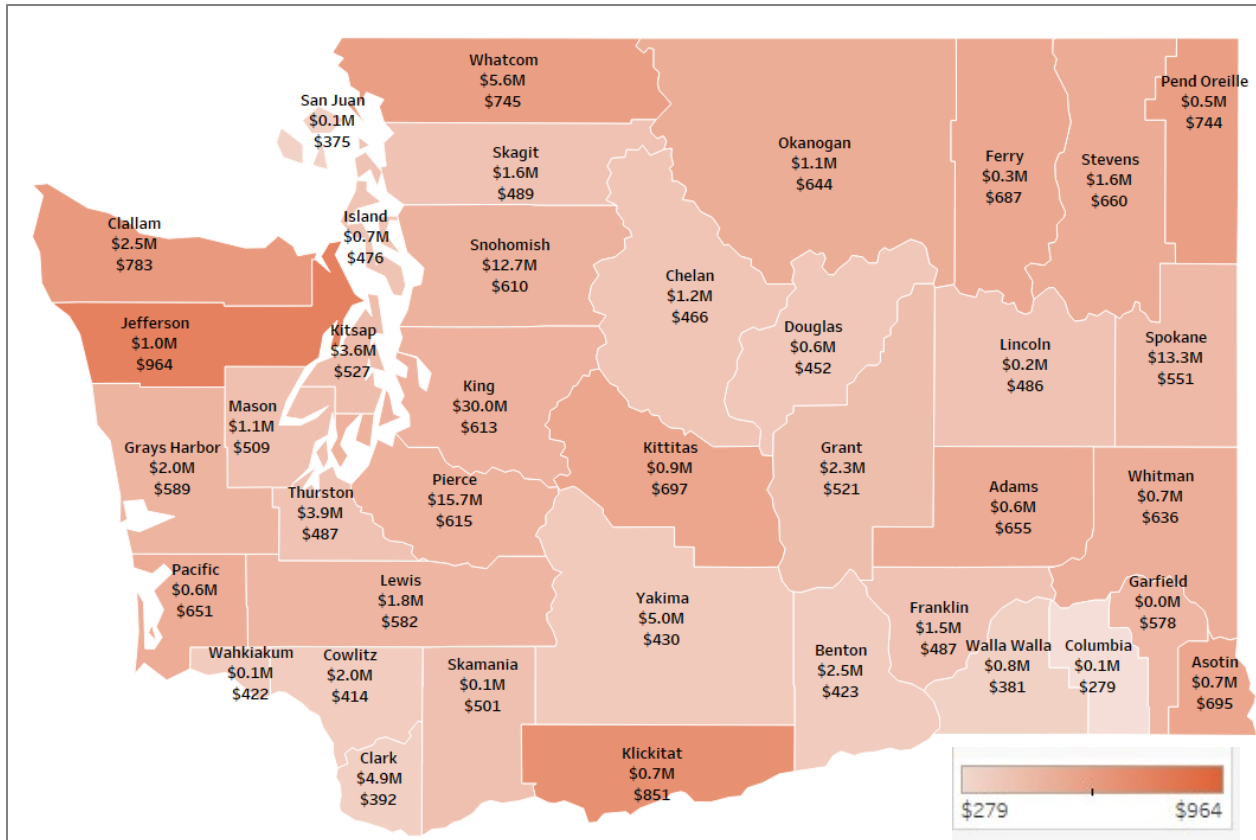 Whatcom
$5.6M
$745
San Juan
$0.1M
$375
Skagit
$1.6M
$489
Okanogan
$1.1M
$644
Ferry
$0.3M
$687
Stevens
$1.6M
$660
Pend Oreille
$0.5M
$744
Clallam
$2.5M
$783
Island
$0.7M
$476
Snohomish
$12.7M
$610
Chelan
$1.2M
$466
Douglas
$0.6M
$452
Lincoln
$0.2M
$486
Spokane
$13.3M
$551
Jefferson
$1.0M
$964
Kitsap
$3.6M
$527
King
$30.0M
$613
Mason
$1.1M
$509
Grays Harbor
$2.0M
$589
Thurston
$3.9M
$487
Pierce
$15.7M
$615
Kittitas
$0.9M
$697
Grant
$2.3M
$521
Adams
$0.6M
$655
Whitman
$0.7M
$636
Pacific
$0.6M
$651
Lewis
$1.8M
$582
Yakima
$5.0M
$430
Franklin
$1.5M
$487
Garfield
$0.0M
$578
Wahkiakum
$0.1M
$422
Cowlitz
$2.0M
$414
Skamania
$0.1M
$501
Benton
$2.5M
$423
Walla Walla
$0.8M
$381
Columbia
$0.1M
$279
Asotin
$0.7M
$695
Clark
$4.9M
$392
Klickitat
$0.7M
$851
$279 $964